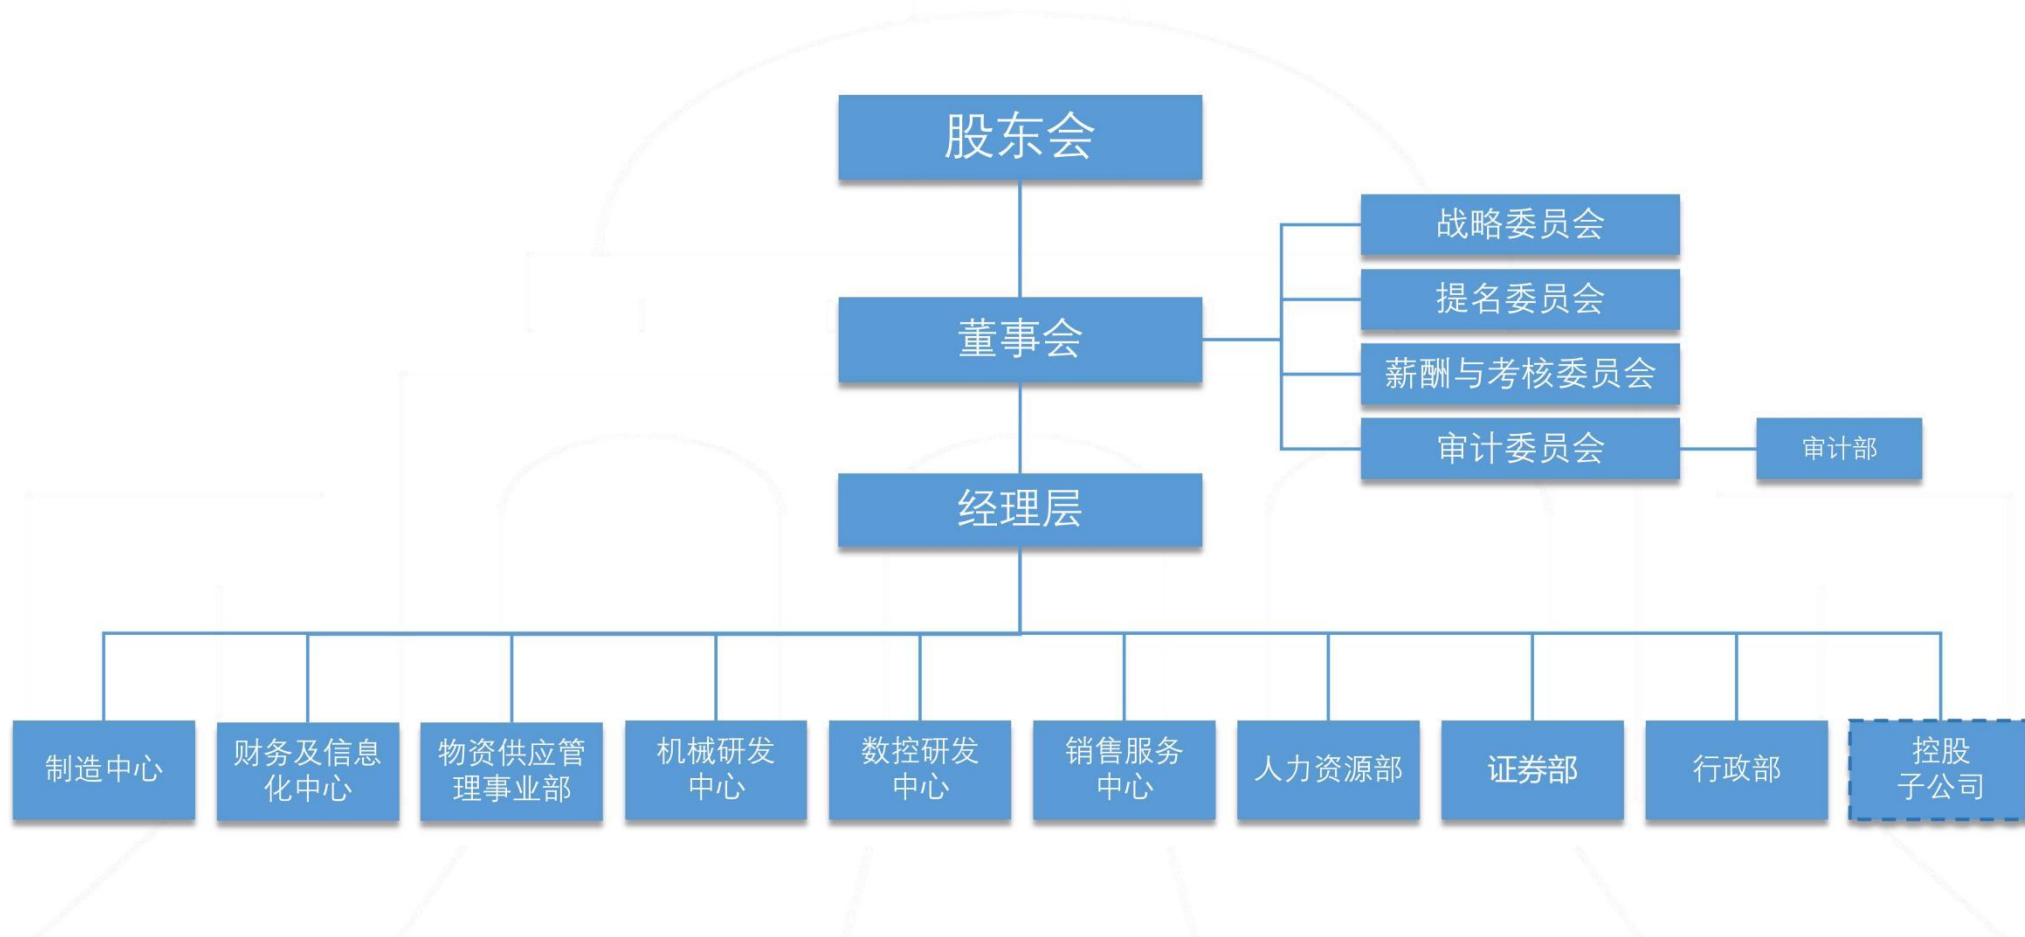 股东会
战略委员会
提名委员会
董事会
薪酬与考核委员会
审计委员会
审计部
经理层
制造中心
财务及信息
化中心
物资供应管
理事业部
机械研发
中心
数控研发
中心
销售服务
中心
人力资源部
证券部
行政部
控股
子公司